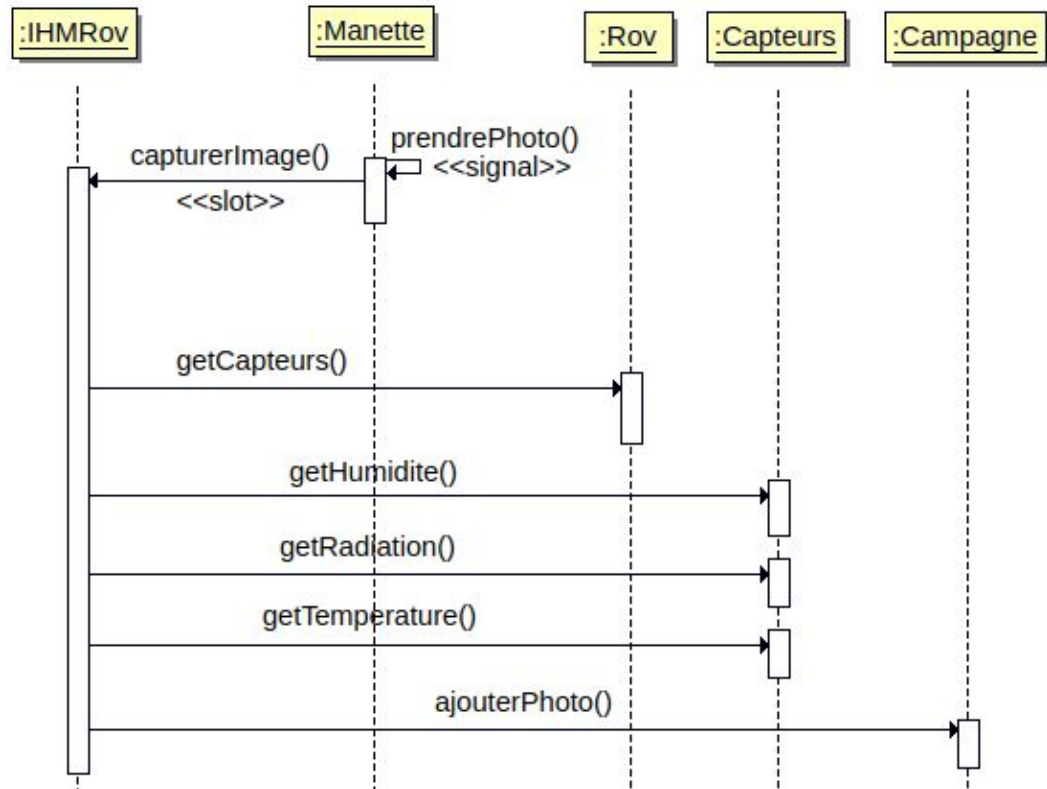 :IHMRov
:Manette
:Rov
:Capteurs
:Campagne
prendrePhoto()
<<signal>>
capturerImage()
<<slot>>
getCapteurs()
getHumidite()
getRadiation()
getTemperature()
ajouterPhoto()